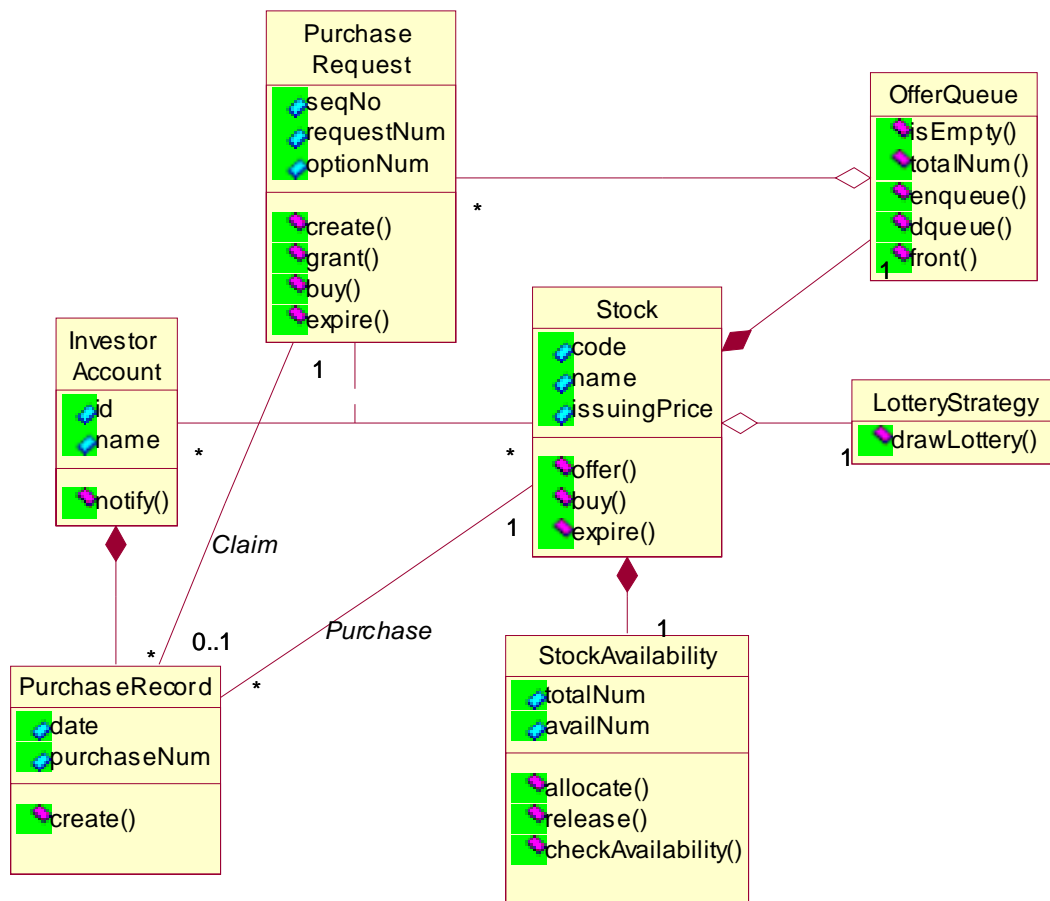 Purchase
Request
seqNo
requestNum
optionNum
create()
grant()
buy()
expire()
OfferQueue
isEmpty()
totalNum()
enqueue()
dqueue()
front()
*
1
1
Stock
code
name
issuingPrice
offer()
buy()
expire()
Investor
Account
id
name
notify()
LotteryStrategy
drawLottery()
1
*
*
1
Claim
Purchase
0..1
*
*
1
PurchaseRecord
date
purchaseNum
create()
StockAvailability
totalNum
availNum
allocate()
release()
checkAvailability()